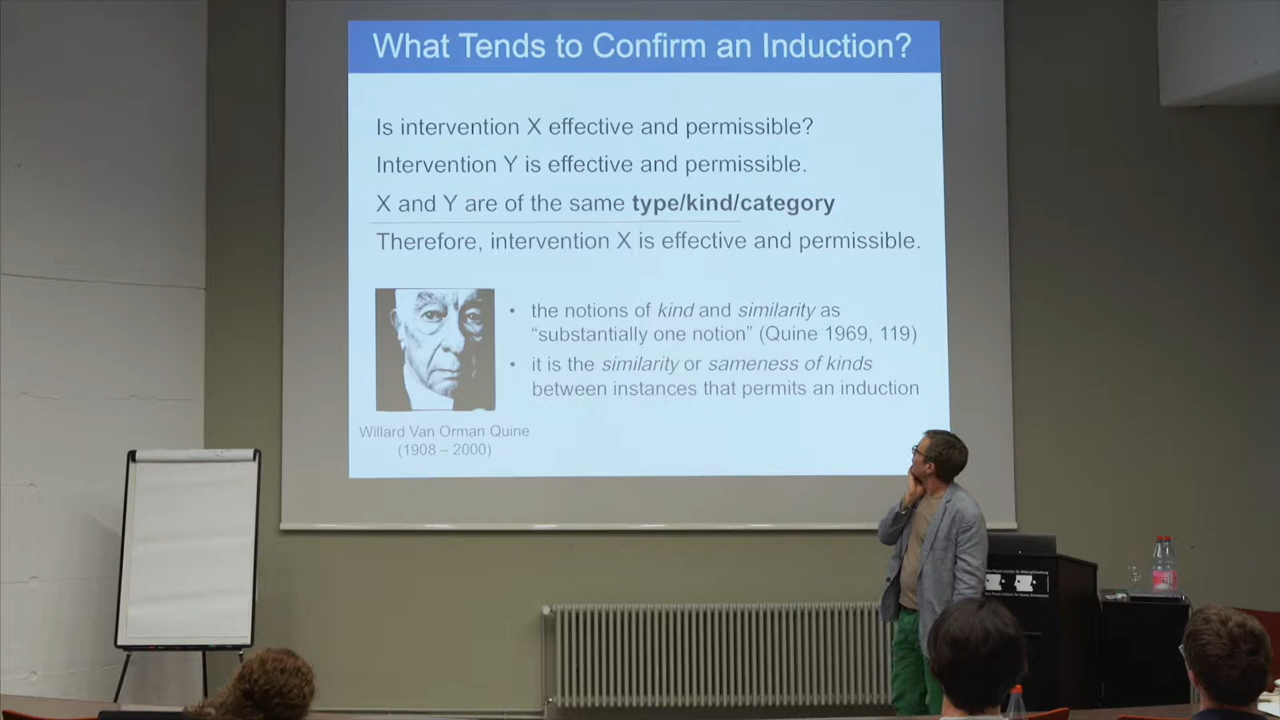 What Tends to Confirm an Induction?
Is intervention X effective and permissible?
Intervention Y is effective and permissible.
X and Y are of the same type/kind/category
Therefore, intervention X is effective and permissible.
• the notions of kind and similarity as
“substantially one notion” (Quine 1969, 119)
• it is the similarity or sameness of kinds
between instances that permits an induction
Willard Van Orman Quine
(1908 – 2000)